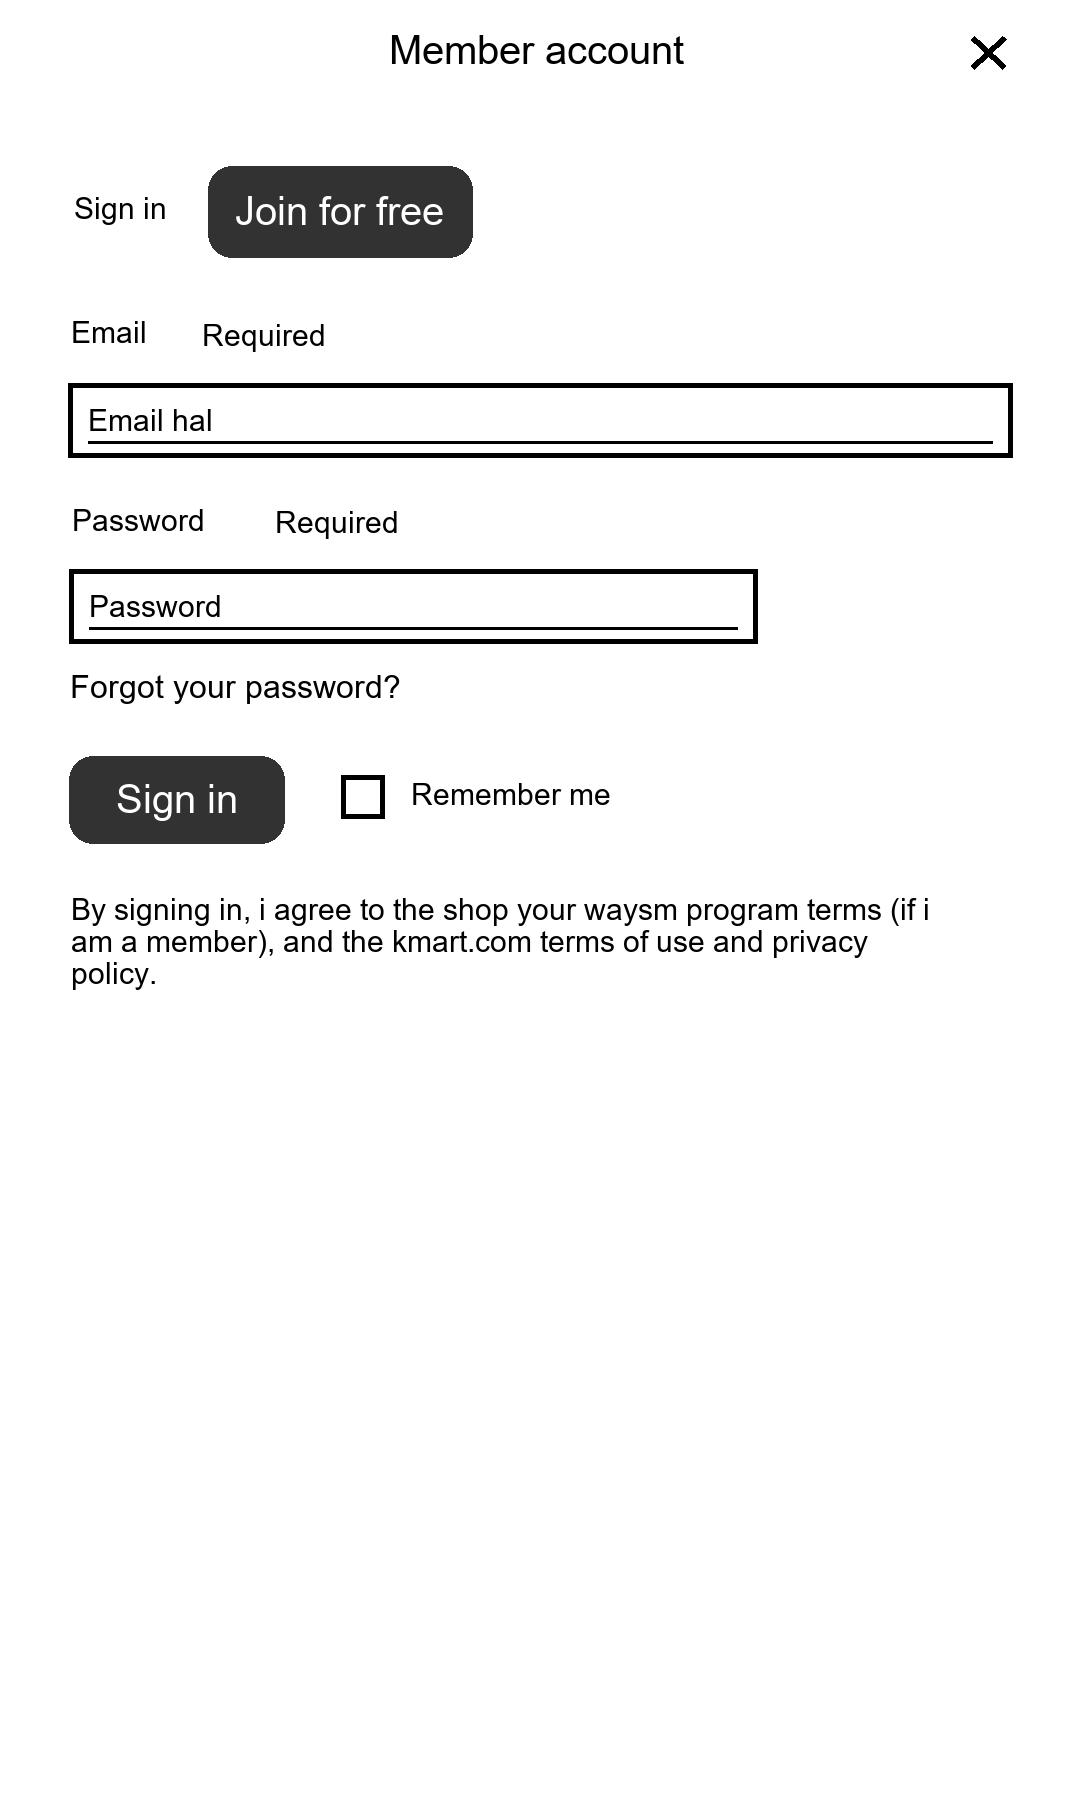 Member account
Sign in
Join for free
Email
Required
Email hal
Password
Required
Password
Forgot your password?
Sign in
Remember me
By signing in, i agree to the shop your waysm program terms (if i
am a member), and the kmart.com terms of use and privacy
policy.